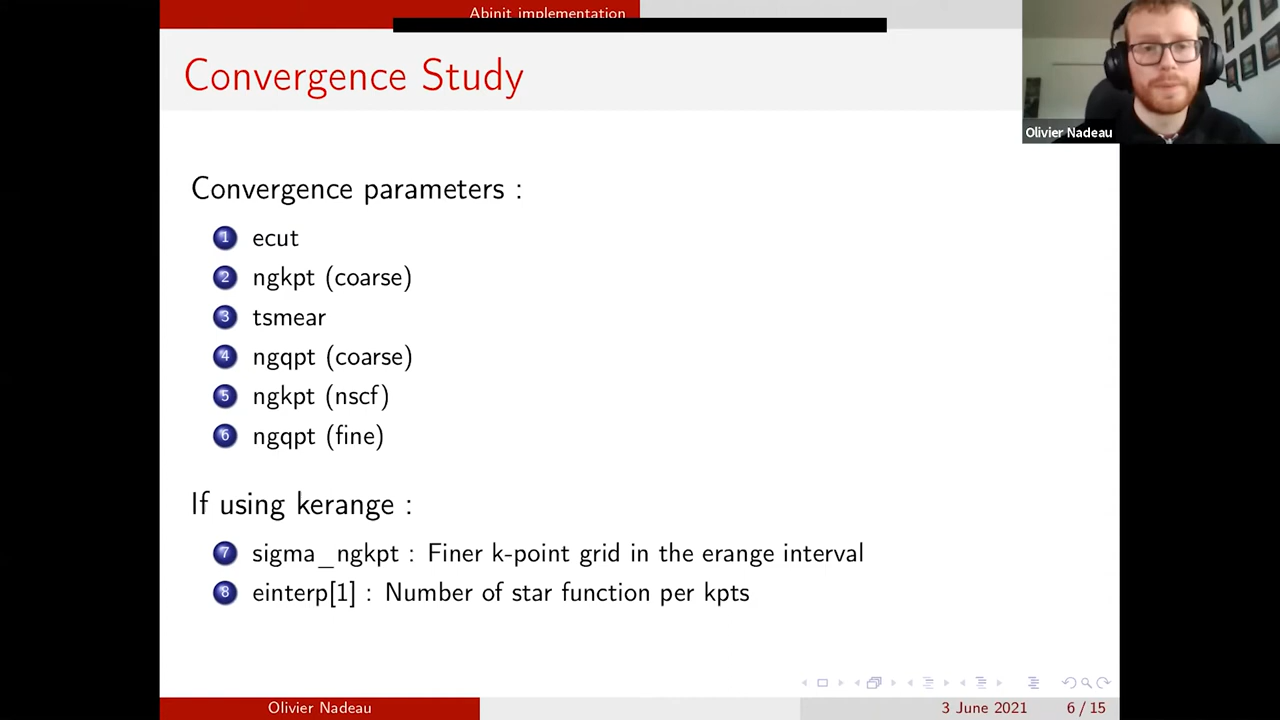 Abinit implementation
Convergence Study
Olivier Nadeau
Convergence parameters :
1 ecut
2 ngkpt (coarse)
3 tsmear
4 ngqpt (coarse)
5 ngkpt (nscf)
6 ngqpt (fine)
If using kerange :
7 sigma_ngkpt : Finer k-point grid in the erange interval
8 einterp[1] : Number of star function per kpts
Olivier Nadeau
3 June 2021 6 / 15